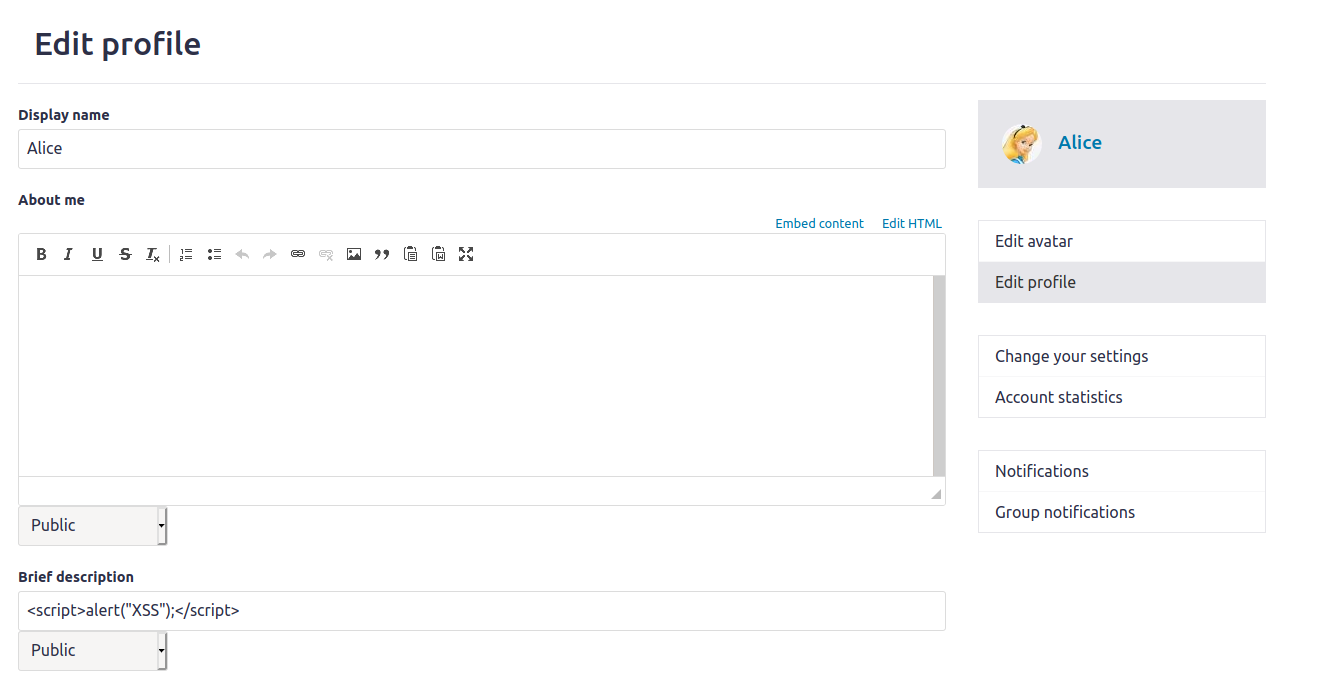 Edit profile
Display name
Alice
About me
Embed content Edit HTML
B I U S Tx
Public
Brief description
<script>alert("XSS");</script>
Public
Alice
Edit avatar
Edit profile
Change your settings
Account statistics
Notifications
Group notifications